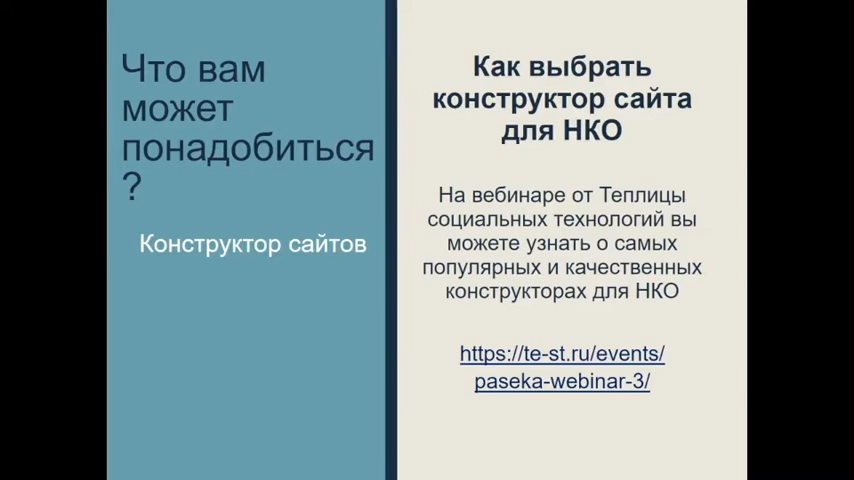 Что вам
может
понадобиться
?
Конструктор сайтов
Как выбрать
конструктор сайта
для НКО
На вебинаре от Теплицы
социальных технологий вы
можете узнать о самых
популярных и качественных
конструкторах для НКО
https://te-st.ru/events/
paseka-webinar-3/